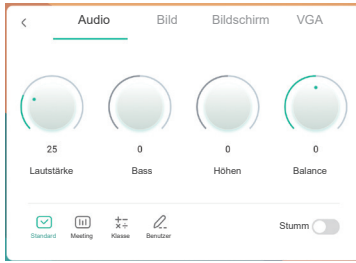 Audio Bild Bildschirm VGA
25 0 0 0
Lautstärke Bass Höhen Balance
Standard Meeting Klasse Benutzer Stumm